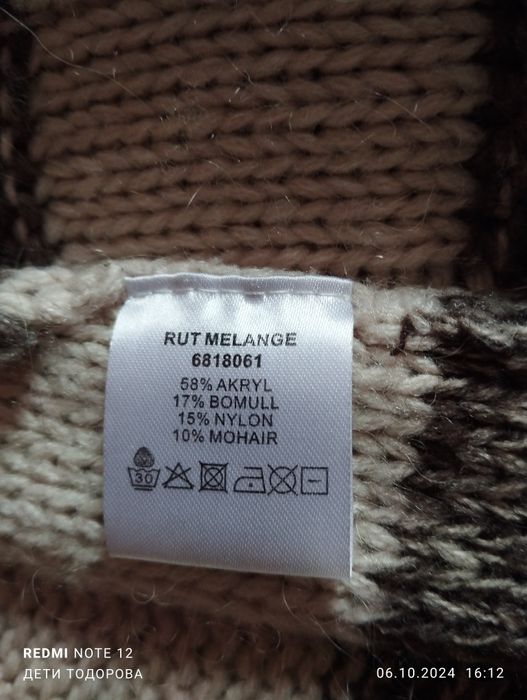 RUT MELANGE
6818061
58% AKRYL
17% BOMULL
15% NYLON
10% MOHAIR
30
REDMI NOTE 12
ДЕТИ ТОДОРОВА
06.10.2024 16:12